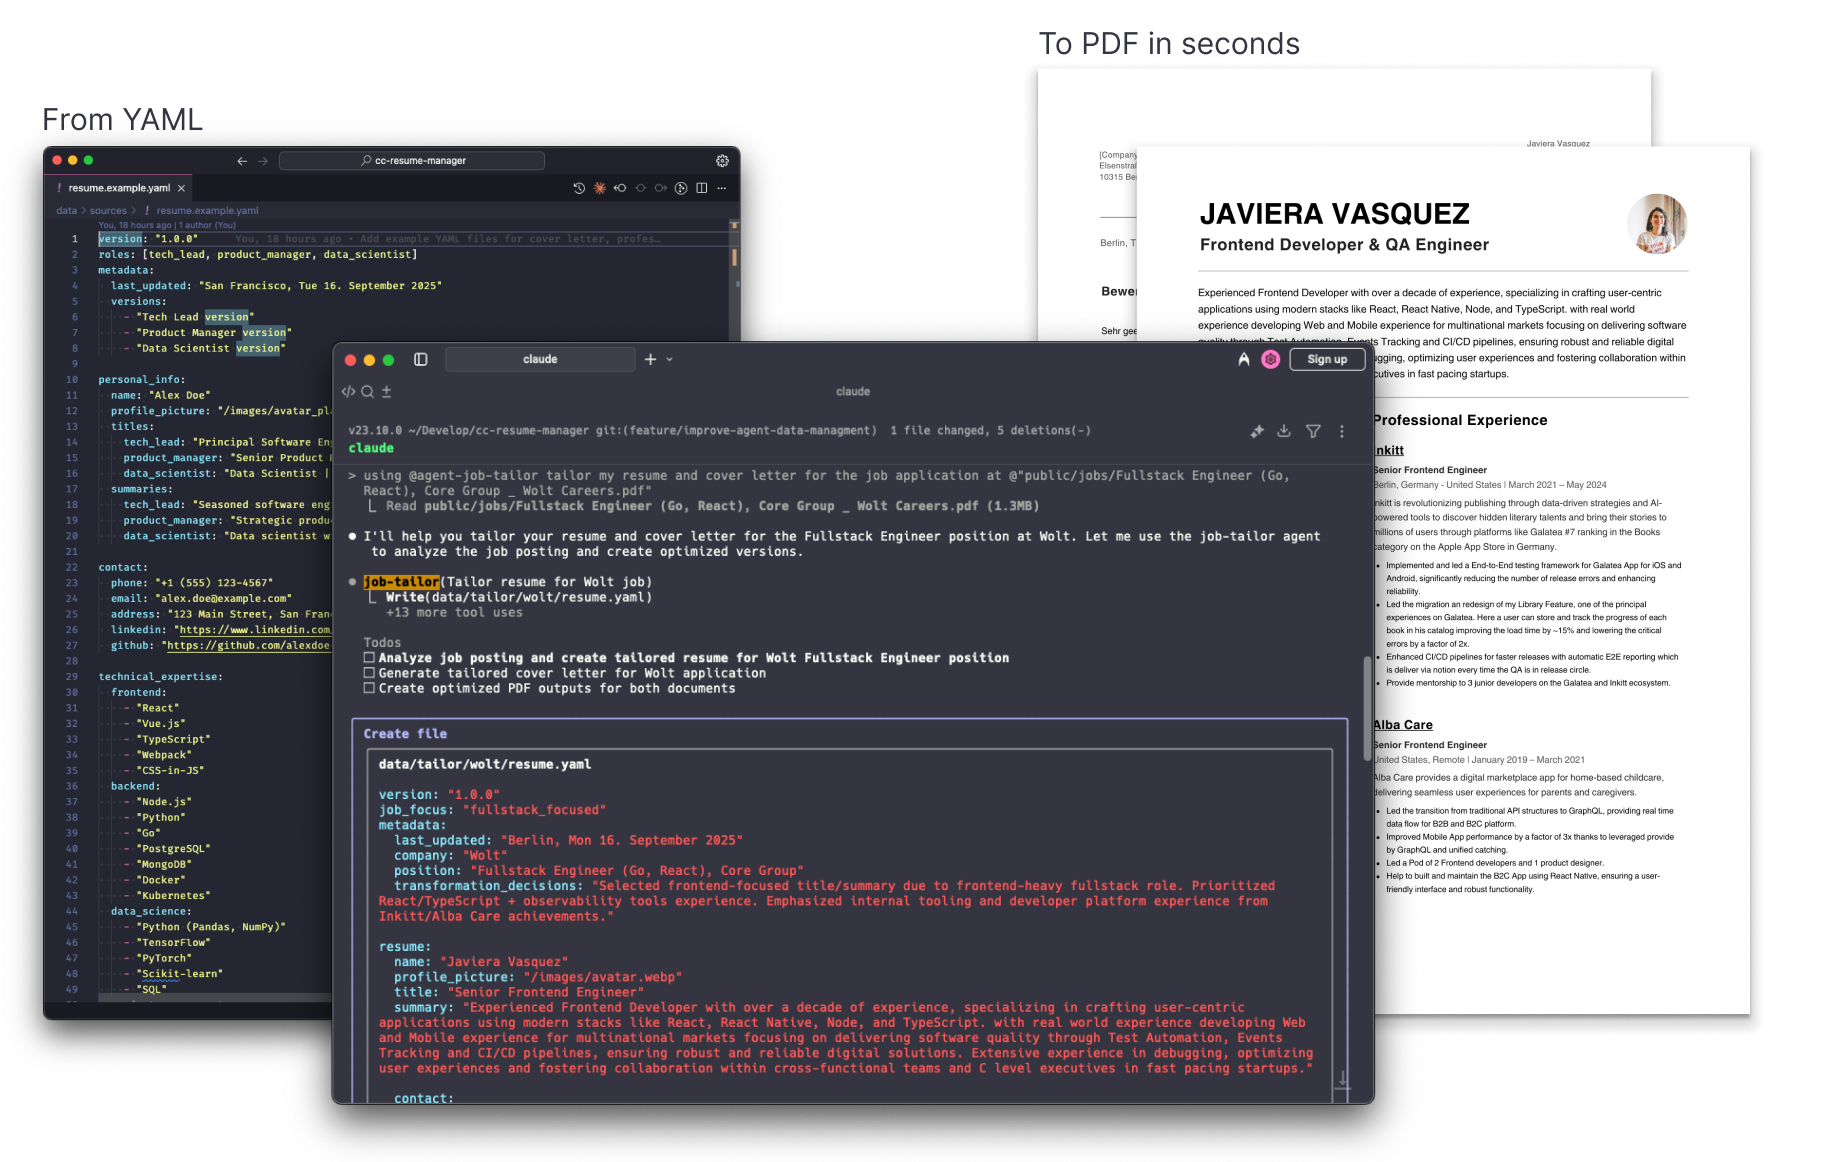 To PDF in seconds
From YAML
cc-resume-manager
resume.example.yaml
data > sources > ! resume.example.yaml
You, 18 hours ago | 1 author (You)
1 version: "1.0.0" You, 18 hours ago • Add example YAML files for cover letter, profes…
2 roles: [tech_lead, product_manager, data_scientist]
3 metadata:
4 last_updated: "San Francisco, Tue 16. September 2025"
5 versions:
6 - "Tech Lead version"
7 - "Product Manager version"
8 - "Data Scientist version"
9
10 personal_info:
11 name: "Alex Doe"
12 profile_picture: "/images/avatar_pl
13 titles:
14 tech_lead: "Principal Software En
15 product_manager: "Senior Product
16 data_scientist: "Data Scientist |
17 summaries:
18 tech_lead: "Seasoned software eng
19 product_manager: "Strategic produ
20 data_scientist: "Data scientist w
21
22 contact:
23 phone: "+1 (555) 123-4567"
24 email: "alex.doe@example.com"
25 address: "123 Main Street, San Fran
26 linkedin: "https://www.linkedin.com
27 github: "https://github.com/alexdoe
28
29 technical_expertise:
30 frontend:
31 - "React"
32 - "Vue.js"
33 - "TypeScript"
34 - "Webpack"
35 - "CSS-in-JS"
36 backend:
37 - "Node.js"
38 - "Python"
39 - "Go"
40 - "PostgreSQL"
41 - "MongoDB"
42 - "Docker"
43 - "Kubernetes"
44 data_science:
45 - "Python (Pandas, NumPy)"
46 - "TensorFlow"
47 - "PyTorch"
48 - "Scikit-learn"
49 - "SQL"
claude
Sign up
claude
v23.10.0 ~/Develop/cc-resume-manager git:(feature/improve-agent-data-managment) 1 file changed, 5 deletions(-)
claude
> using @agent-job-tailor tailor my resume and cover letter for the job application at @"public/jobs/Fullstack Engineer (Go,
React), Core Group _ Wolt Careers.pdf"
Read public/jobs/Fullstack Engineer (Go, React), Core Group _ Wolt Careers.pdf (1.3MB)
I'll help you tailor your resume and cover letter for the Fullstack Engineer position at Wolt. Let me use the job-tailor agent
to analyze the job posting and create optimized versions.
job-tailor(Tailor resume for Wolt job)
Write(data/tailor/wolt/resume.yaml)
+13 more tool uses
Todos
☐ Analyze job posting and create tailored resume for Wolt Fullstack Engineer position
☐ Generate tailored cover letter for Wolt application
☐ Create optimized PDF outputs for both documents
Create file
data/tailor/wolt/resume.yaml
version: "1.0.0"
job_focus: "fullstack_focused"
metadata:
last_updated: "Berlin, Mon 16. September 2025"
company: "Wolt"
position: "Fullstack Engineer (Go, React), Core Group"
transformation_decisions: "Selected frontend-focused title/summary due to frontend-heavy fullstack role. Prioritized
React/TypeScript + observability tools experience. Emphasized internal tooling and developer platform experience from
Inkitt/Alba Care achievements."
resume:
name: "Javiera Vasquez"
profile_picture: "/images/avatar.webp"
title: "Senior Frontend Engineer"
summary: "Experienced Frontend Developer with over a decade of experience, specializing in crafting user-centric
applications using modern stacks like React, React Native, Node, and TypeScript. with real world experience developing Web
and Mobile experience for multinational markets focusing on delivering software quality through Test Automation, Events
Tracking and CI/CD pipelines, ensuring robust and reliable digital solutions. Extensive experience in debugging, optimizing
user experiences and fostering collaboration within cross-functional teams and C level executives in fast pacing startups."
contact:
Javiera Vasquez
[Company
Elsenstra
10315 Be
Berlin, T
Bewer
Sehr gee
JAVIERA VASQUEZ
Frontend Developer & QA Engineer
Experienced Frontend Developer with over a decade of experience, specializing in crafting user-centric
applications using modern stacks like React, React Native, Node, and TypeScript. with real world
experience developing Web and Mobile experience for multinational markets focusing on delivering software
quality through Test Automation, Events Tracking and CI/CD pipelines, ensuring robust and reliable digital
ugging, optimizing user experiences and fostering collaboration within
cutives in fast pacing startups.
Professional Experience
Inkitt
Senior Frontend Engineer
Berlin, Germany - United States | March 2021 – May 2024
Inkitt is revolutionizing publishing through data-driven strategies and AI-
powered tools to discover hidden literary talents and bring their stories to
millions of users through platforms like Galatea #7 ranking in the Books
category on the Apple App Store in Germany.
• Implemented and led a End-to-End testing framework for Galatea App for iOS and
Android, significantly reducing the number of release errors and enhancing
reliability.
• Led the migration an redesign of my Library Feature, one of the principal
experiences on Galatea. Here a user can store and track the progress of each
book in his catalog improving the load time by ~15% and lowering the critical
errors by a factor of 2x.
• Enhanced CI/CD pipelines for faster releases with automatic E2E reporting which
is deliver via notion every time the QA is in release circle.
• Provide mentorship to 3 junior developers on the Galatea and Inkitt ecosystem.
Alba Care
Senior Frontend Engineer
United States, Remote | January 2019 – March 2021
Alba Care provides a digital marketplace app for home-based childcare,
delivering seamless user experiences for parents and caregivers.
• Led the transition from traditional API structures to GraphQL, providing real time
data flow for B2B and B2C platform.
• Improved Mobile App performance by a factor of 3x thanks to leveraged provide
by GraphQL and unified catching.
• Led a Pod of 2 Frontend developers and 1 product designer.
• Help to built and maintain the B2C App using React Native, ensuring a user-
friendly interface and robust functionality.